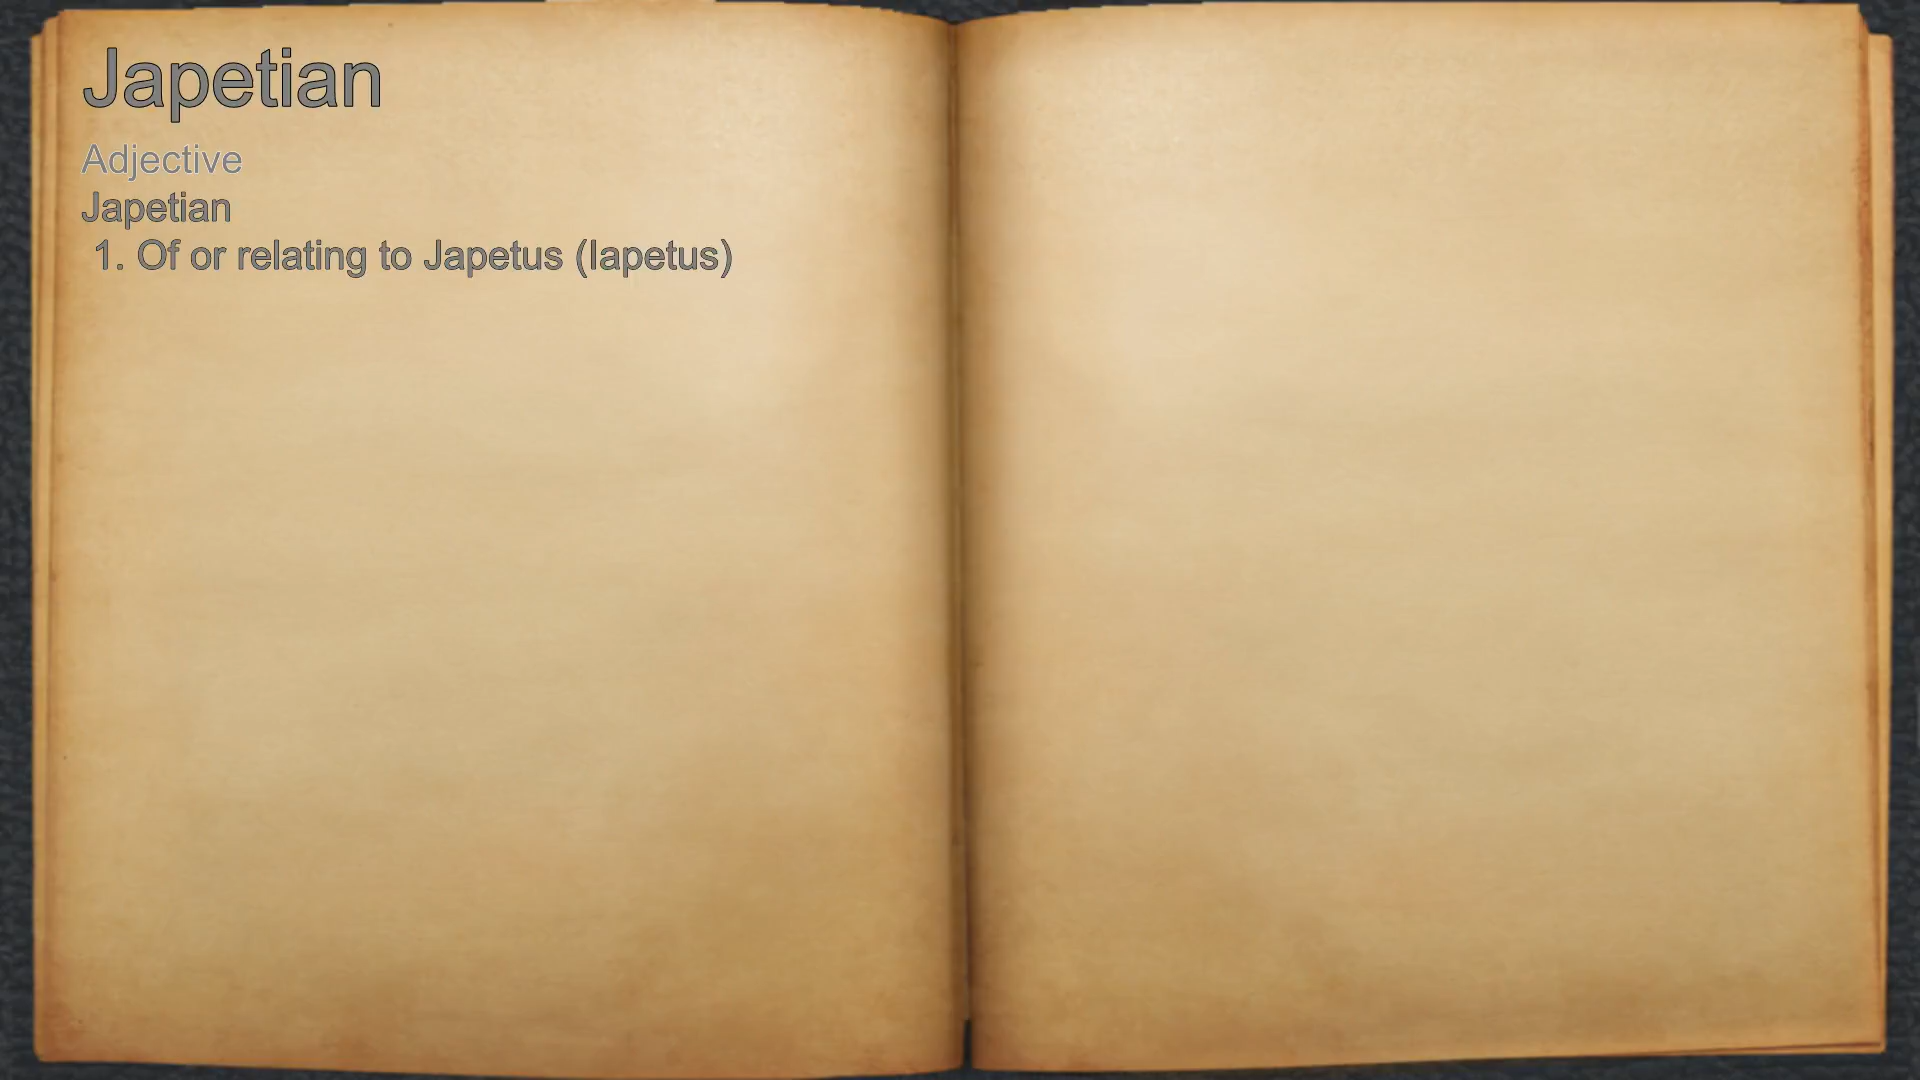 Japetian
Adjective
Japetian
1. Of or relating to Japetus (Iapetus)